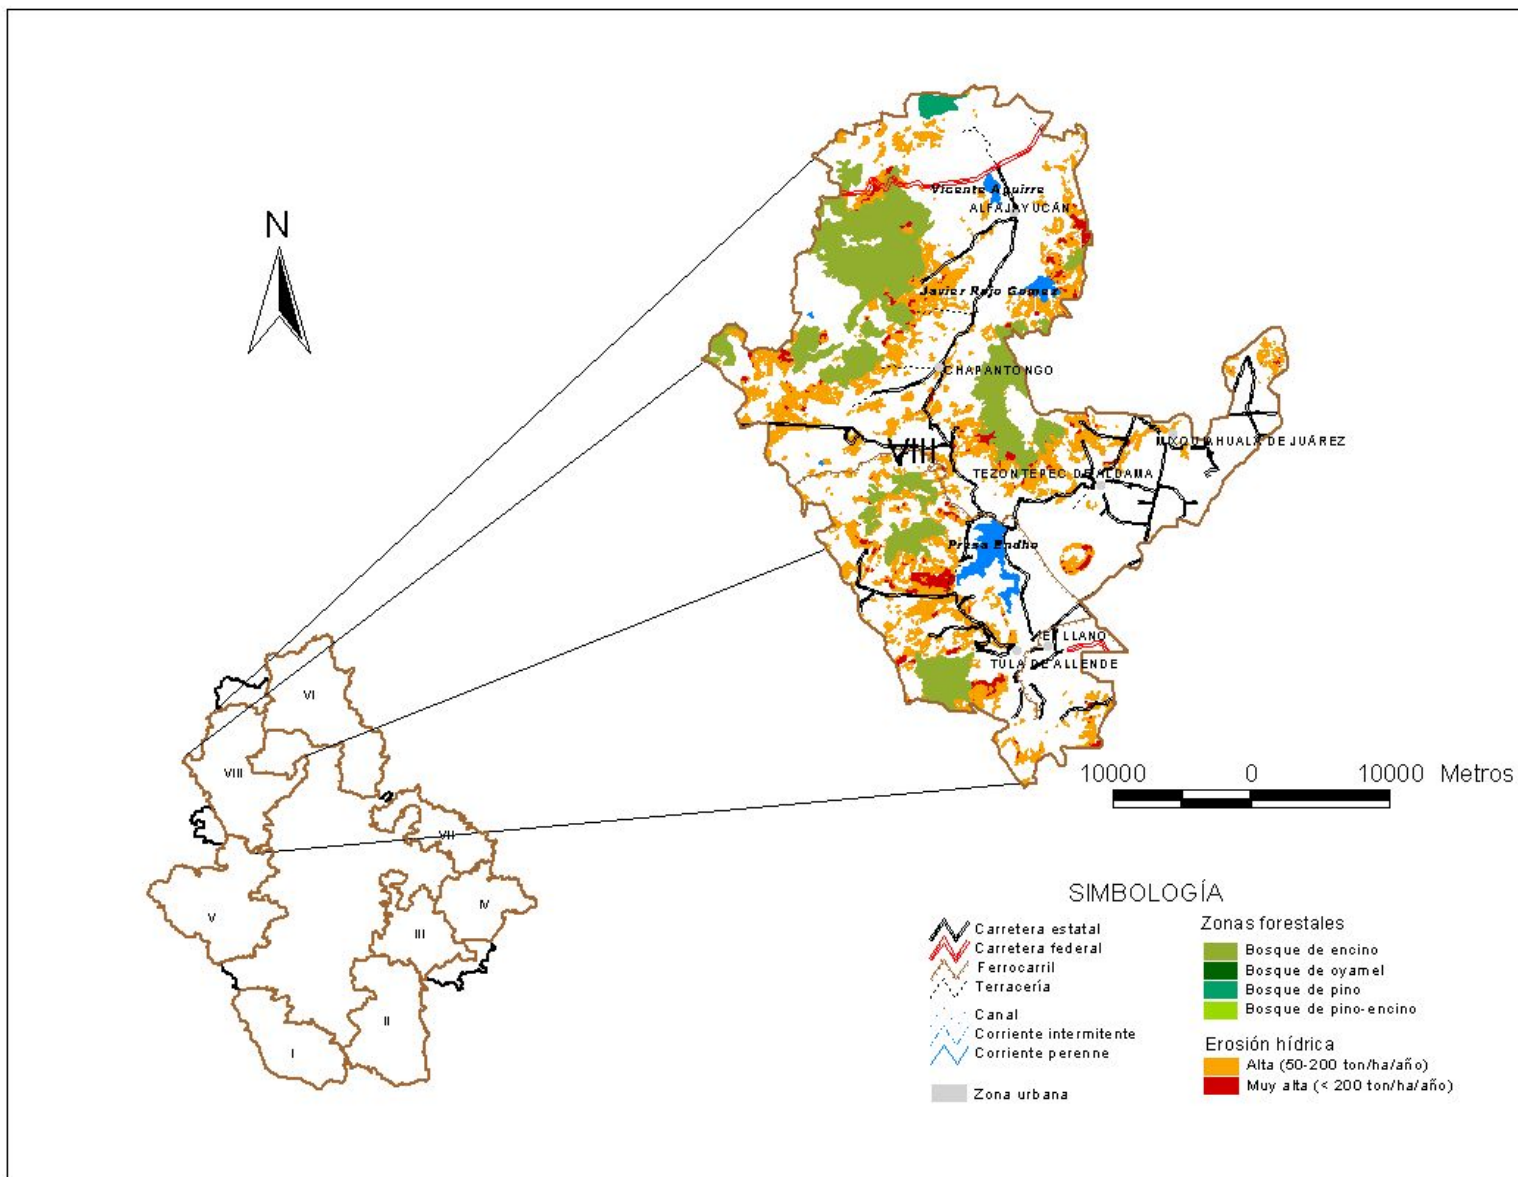 N
Vicente Aguirre
ALFAJAYUCÁN
Javier Rojo Gomez
CHAPANTONGO
VIII
MIXQUIAHUALA DE JUÁREZ
TEZONTEPEC DE ALDAMA
Presa Endho
EL LLANO
TULA DE ALLENDE
VI
VIII
VII
V
IV
III
II
I
10000 0 10000 Metros
SIMBOLOGÍA
Carretera estatal
Carretera federal
Ferrocarril
Terracería
Canal
Corriente intermitente
Corriente perenne
Zona urbana
Zonas forestales
Bosque de encino
Bosque de oyamel
Bosque de pino
Bosque de pino-encino
Erosión hídrica
Alta (50-200 ton/ha/año)
Muy alta (< 200 ton/ha/año)